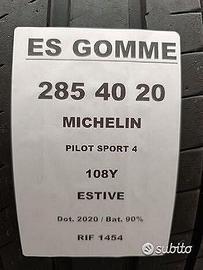 ES GOMME
285 40 20
MICHELIN
PILOT SPORT 4
108Y
ESTIVE
Dot. 2020 / Bat. 90%
RIF 1454
subito